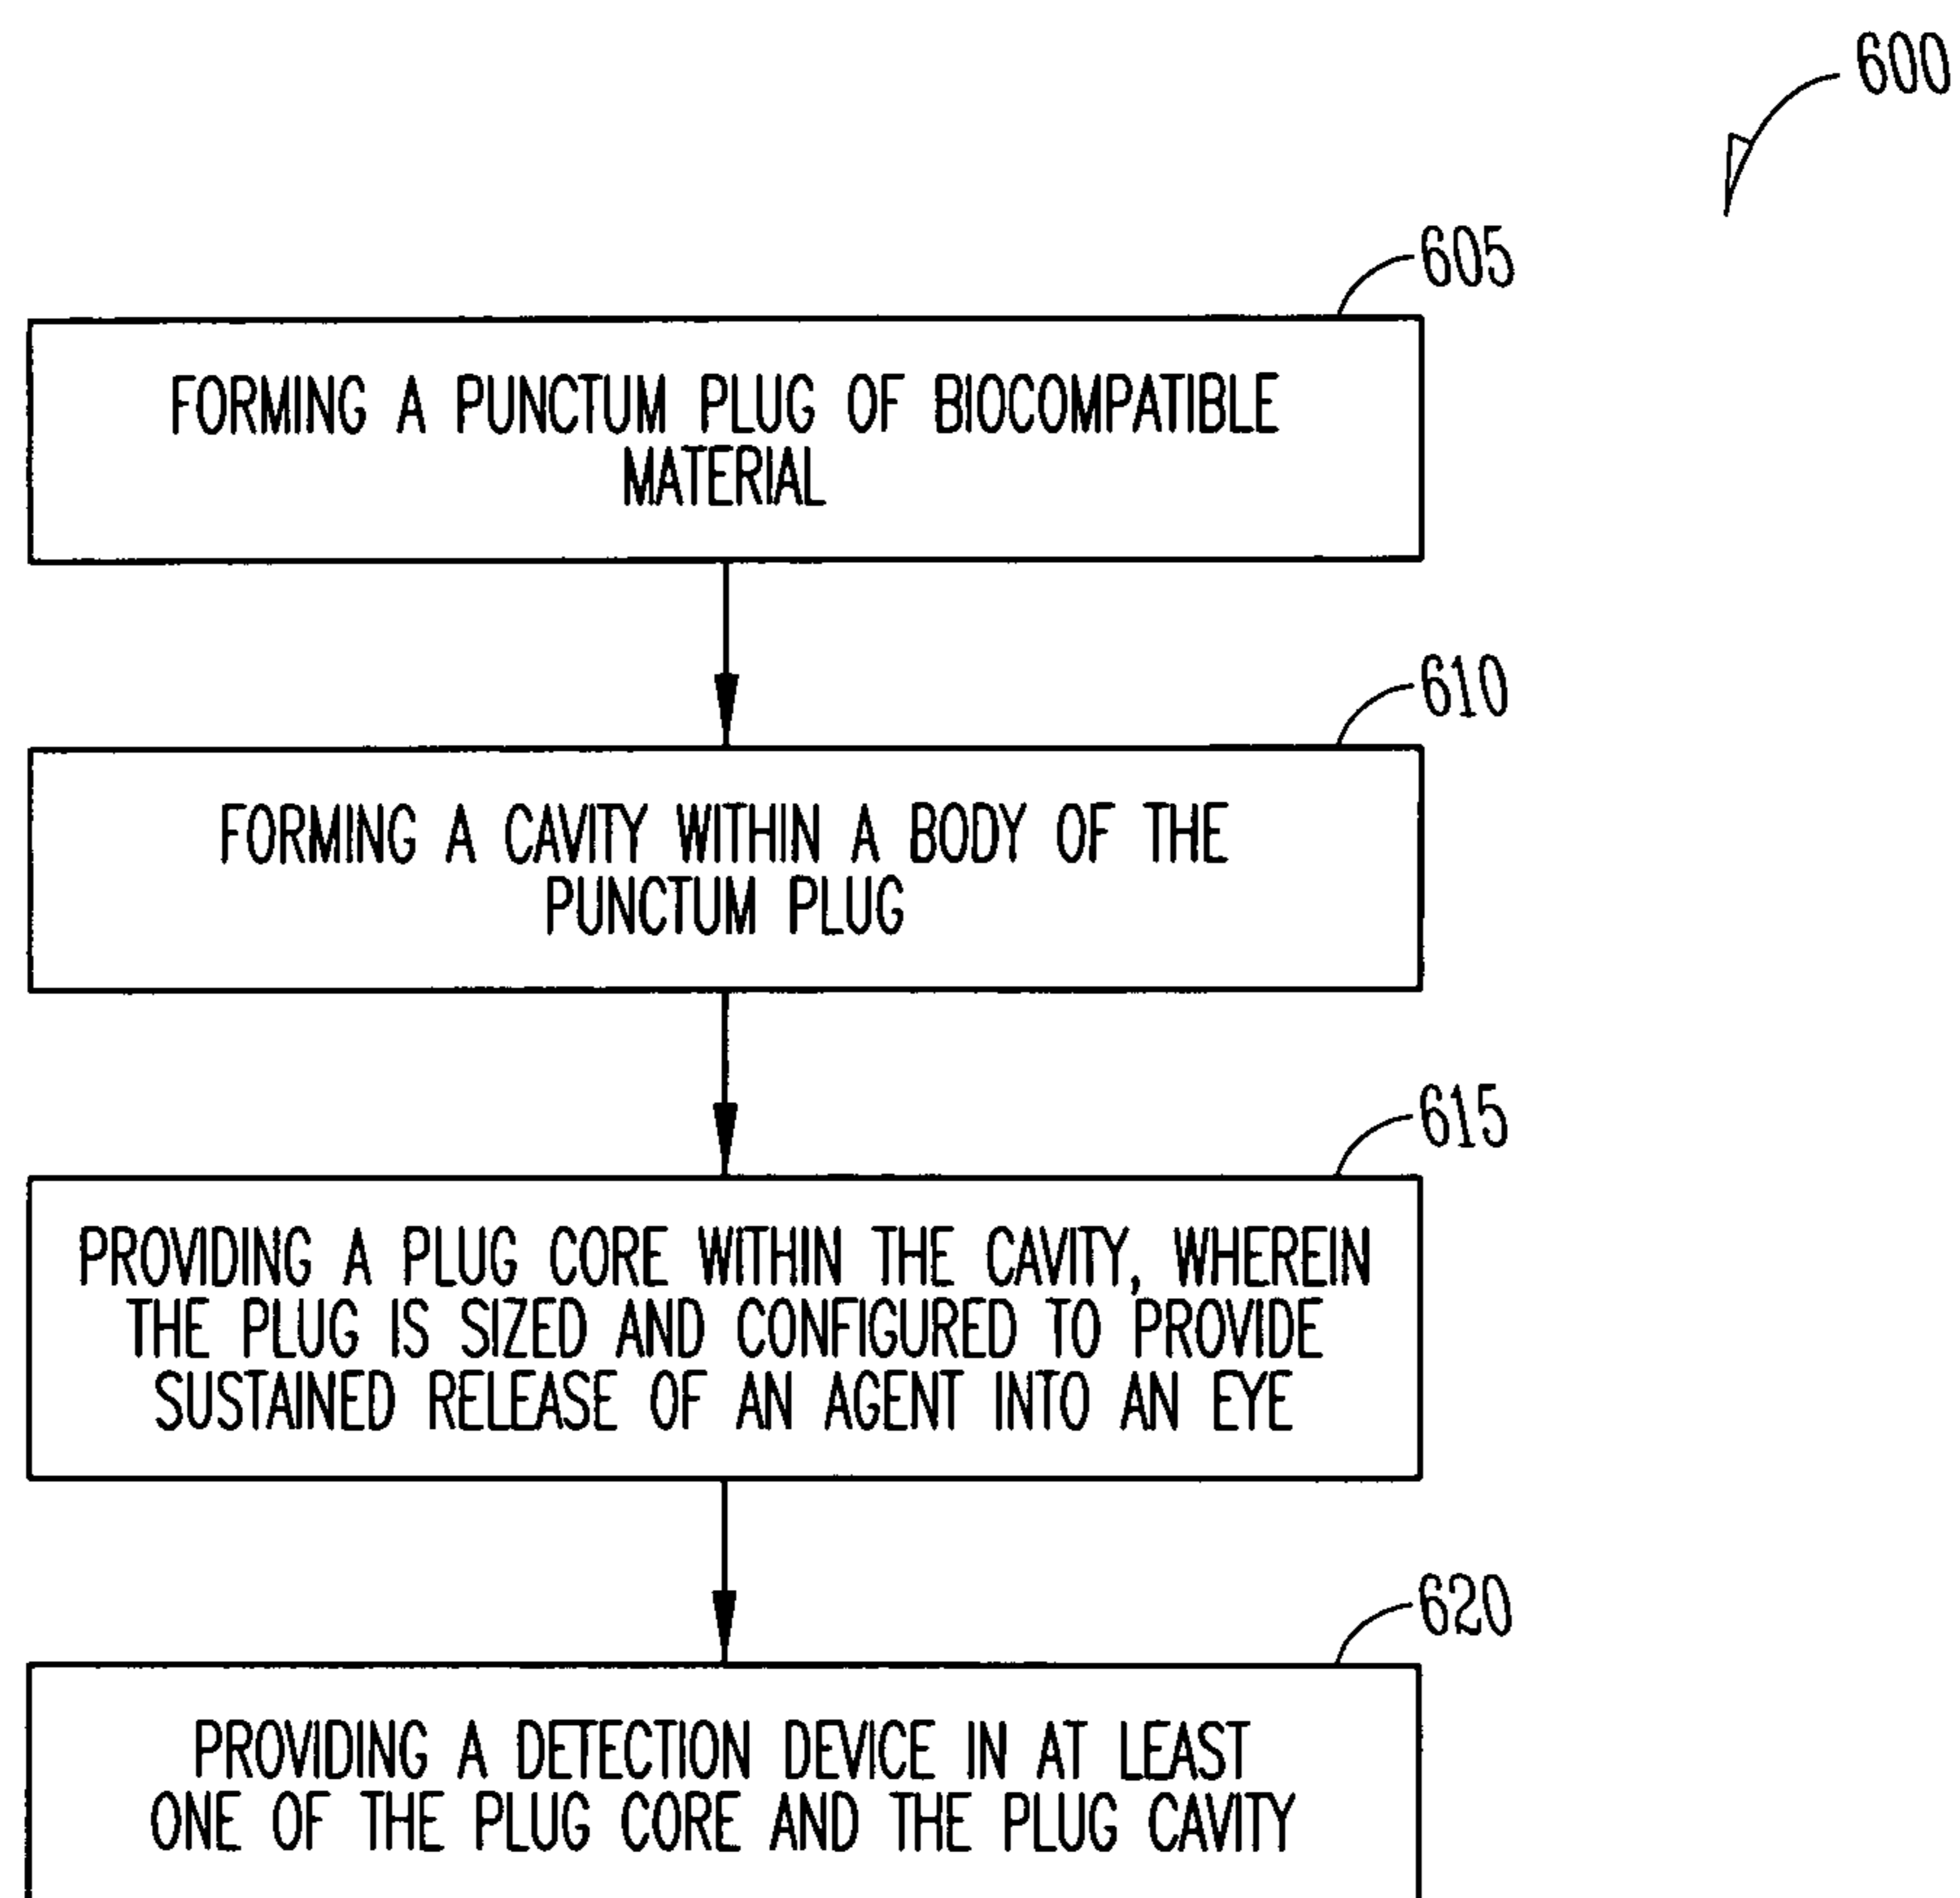 600
605
FORMING A PUNCTUM PLUG OF BIOCOMPATIBLE
MATERIAL
610
FORMING A CAVITY WITHIN A BODY OF THE
PUNCTUM PLUG
615
PROVIDING A PLUG CORE WITHIN THE CAVITY, WHEREIN
THE PLUG IS SIZED AND CONFIGURED TO PROVIDE
SUSTAINED RELEASE OF AN AGENT INTO AN EYE
620
PROVIDING A DETECTION DEVICE IN AT LEAST
ONE OF THE PLUG CORE AND THE PLUG CAVITY